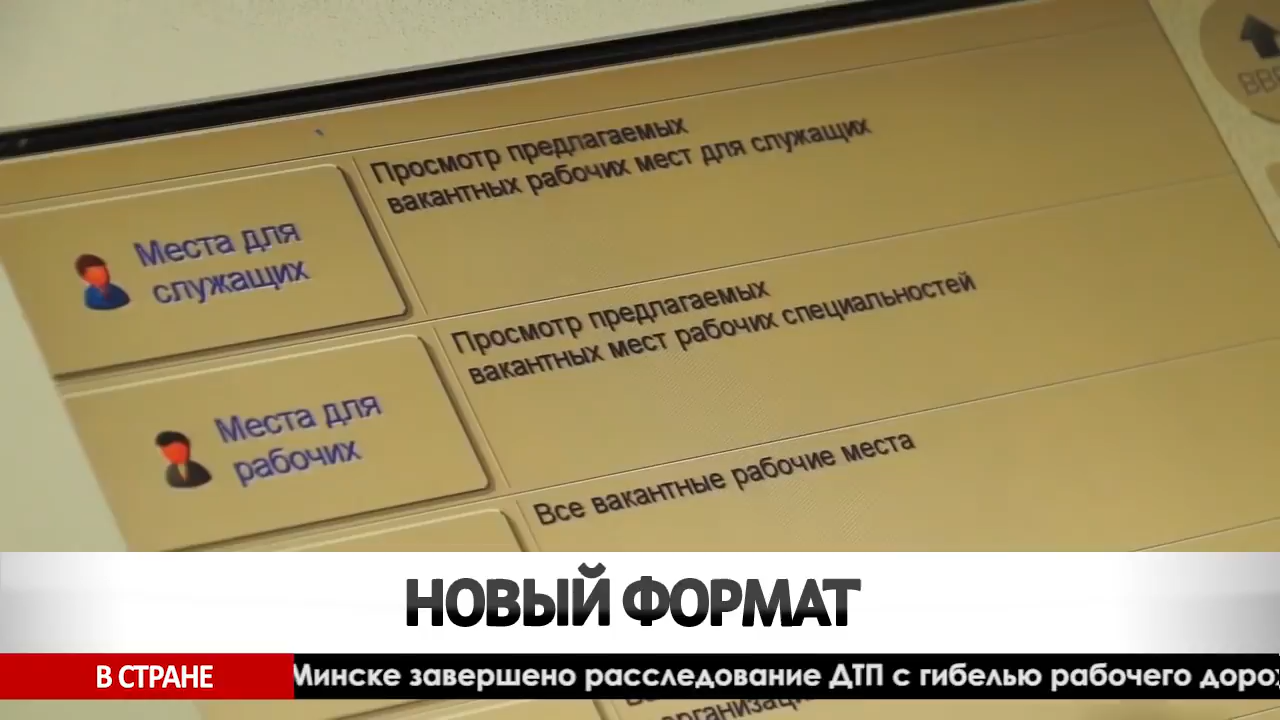 Просмотр предлагаемых
вакантных рабочих мест для служащих
Места для
служащих
Просмотр предлагаемых
вакантных мест рабочих специальностей
Места для
рабочих
Все вакантные рабочие места
НОВЫЙ ФОРМАТ
В СТРАНЕ
Минске завершено расследование ДТП с гибелью рабочего